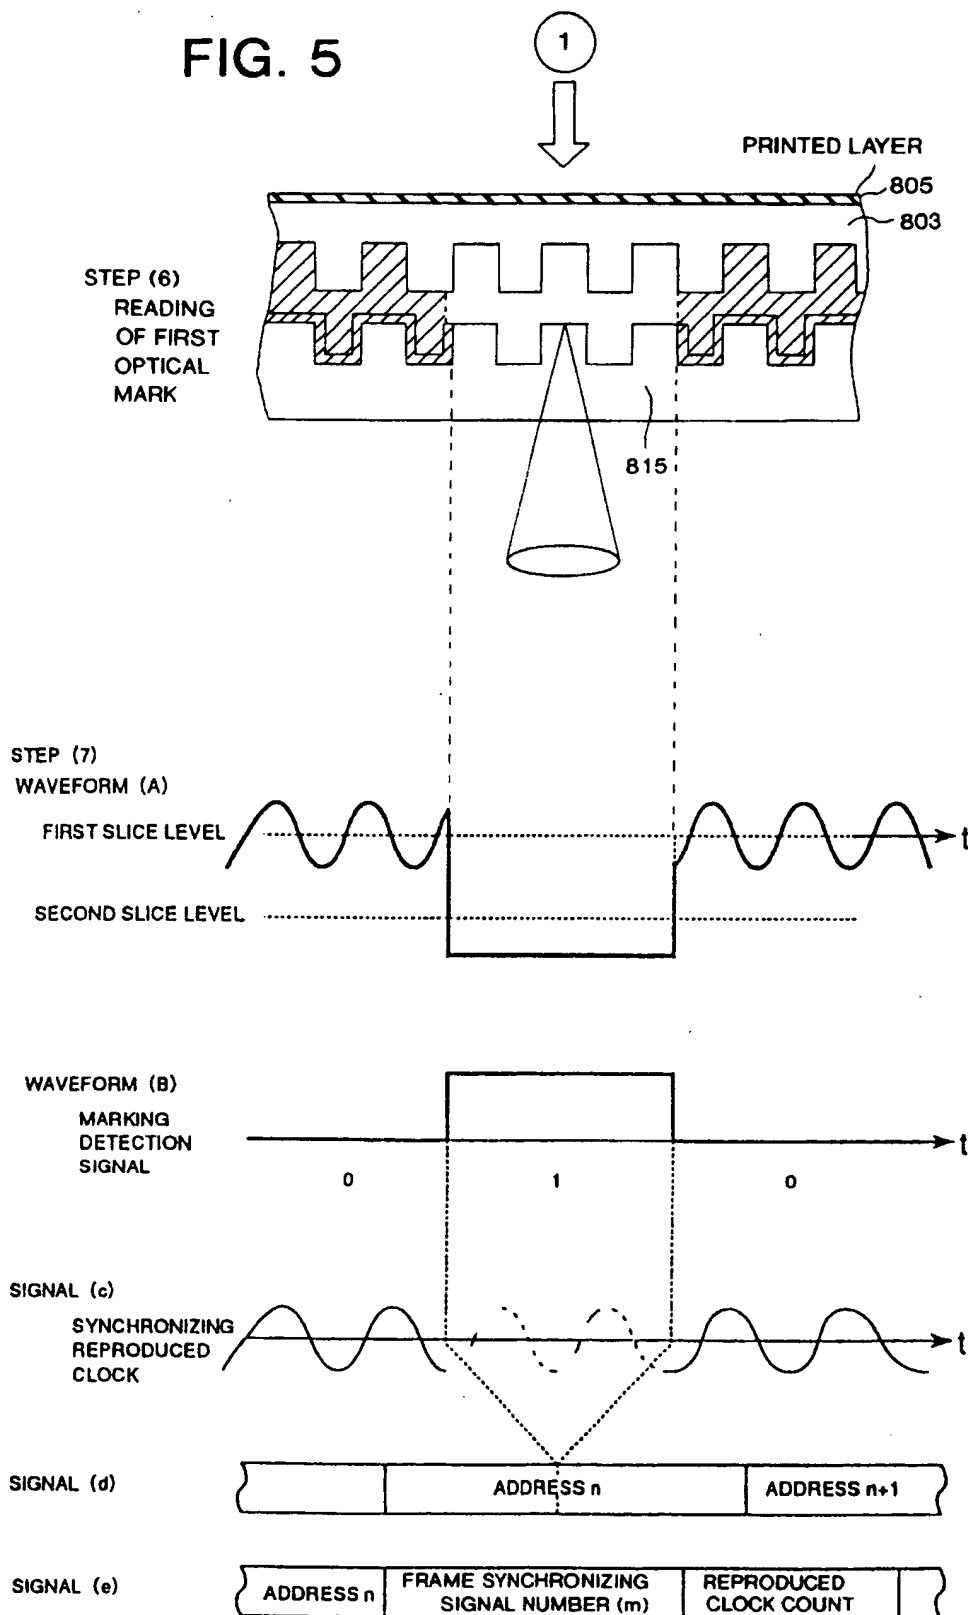 FIG. 5
1
PRINTED LAYER
805
803
STEP (6)
READING
OF FIRST
OPTICAL
MARK
815
STEP (7)
WAVEFORM (A)
FIRST SLICE LEVEL
t
SECOND SLICE LEVEL
WAVEFORM (B)
MARKING
DETECTION
SIGNAL
t
0 1 0
SIGNAL (c)
SYNCHRONIZING
REPRODUCED
CLOCK
t
SIGNAL (d)
ADDRESS n
ADDRESS n+1
SIGNAL (e)
ADDRESS n
FRAME SYNCHRONIZING
SIGNAL NUMBER (m)
REPRODUCED
CLOCK COUNT